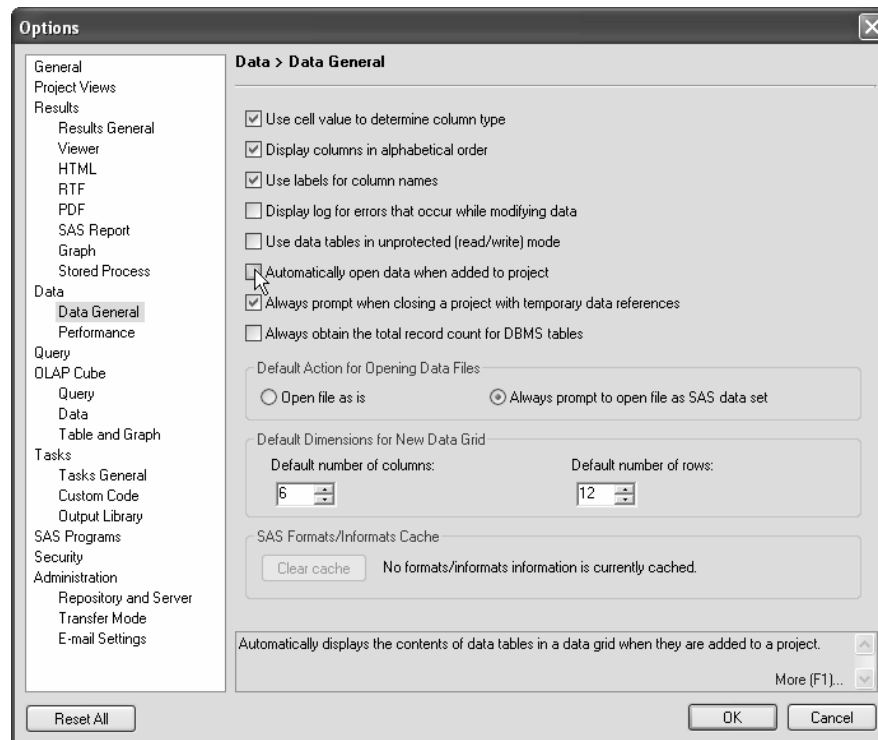 Options
General
Project Views
Results
Results General
Viewer
HTML
RTF
PDF
SAS Report
Graph
Stored Process
Data
Data General
Performance
Query
OLAP Cube
Query
Data
Table and Graph
Tasks
Tasks General
Custom Code
Output Library
SAS Programs
Security
Administration
Repository and Server
Transfer Mode
E-mail Settings
Data > Data General
Use cell value to determine column type
Display columns in alphabetical order
Use labels for column names
Display log for errors that occur while modifying data
Use data tables in unprotected (read/write) mode
Automatically open data when added to project
Always prompt when closing a project with temporary data references
Always obtain the total record count for DBMS tables
Default Action for Opening Data Files
Open file as is Always prompt to open file as SAS data set
Default Dimensions for New Data Grid
Default number of columns: Default number of rows:
6 12
SAS Formats/Informats Cache
Clear cache No formats/informats information is currently cached.
Automatically displays the contents of data tables in a data grid when they are added to a project.
More (F1)...
Reset All OK Cancel